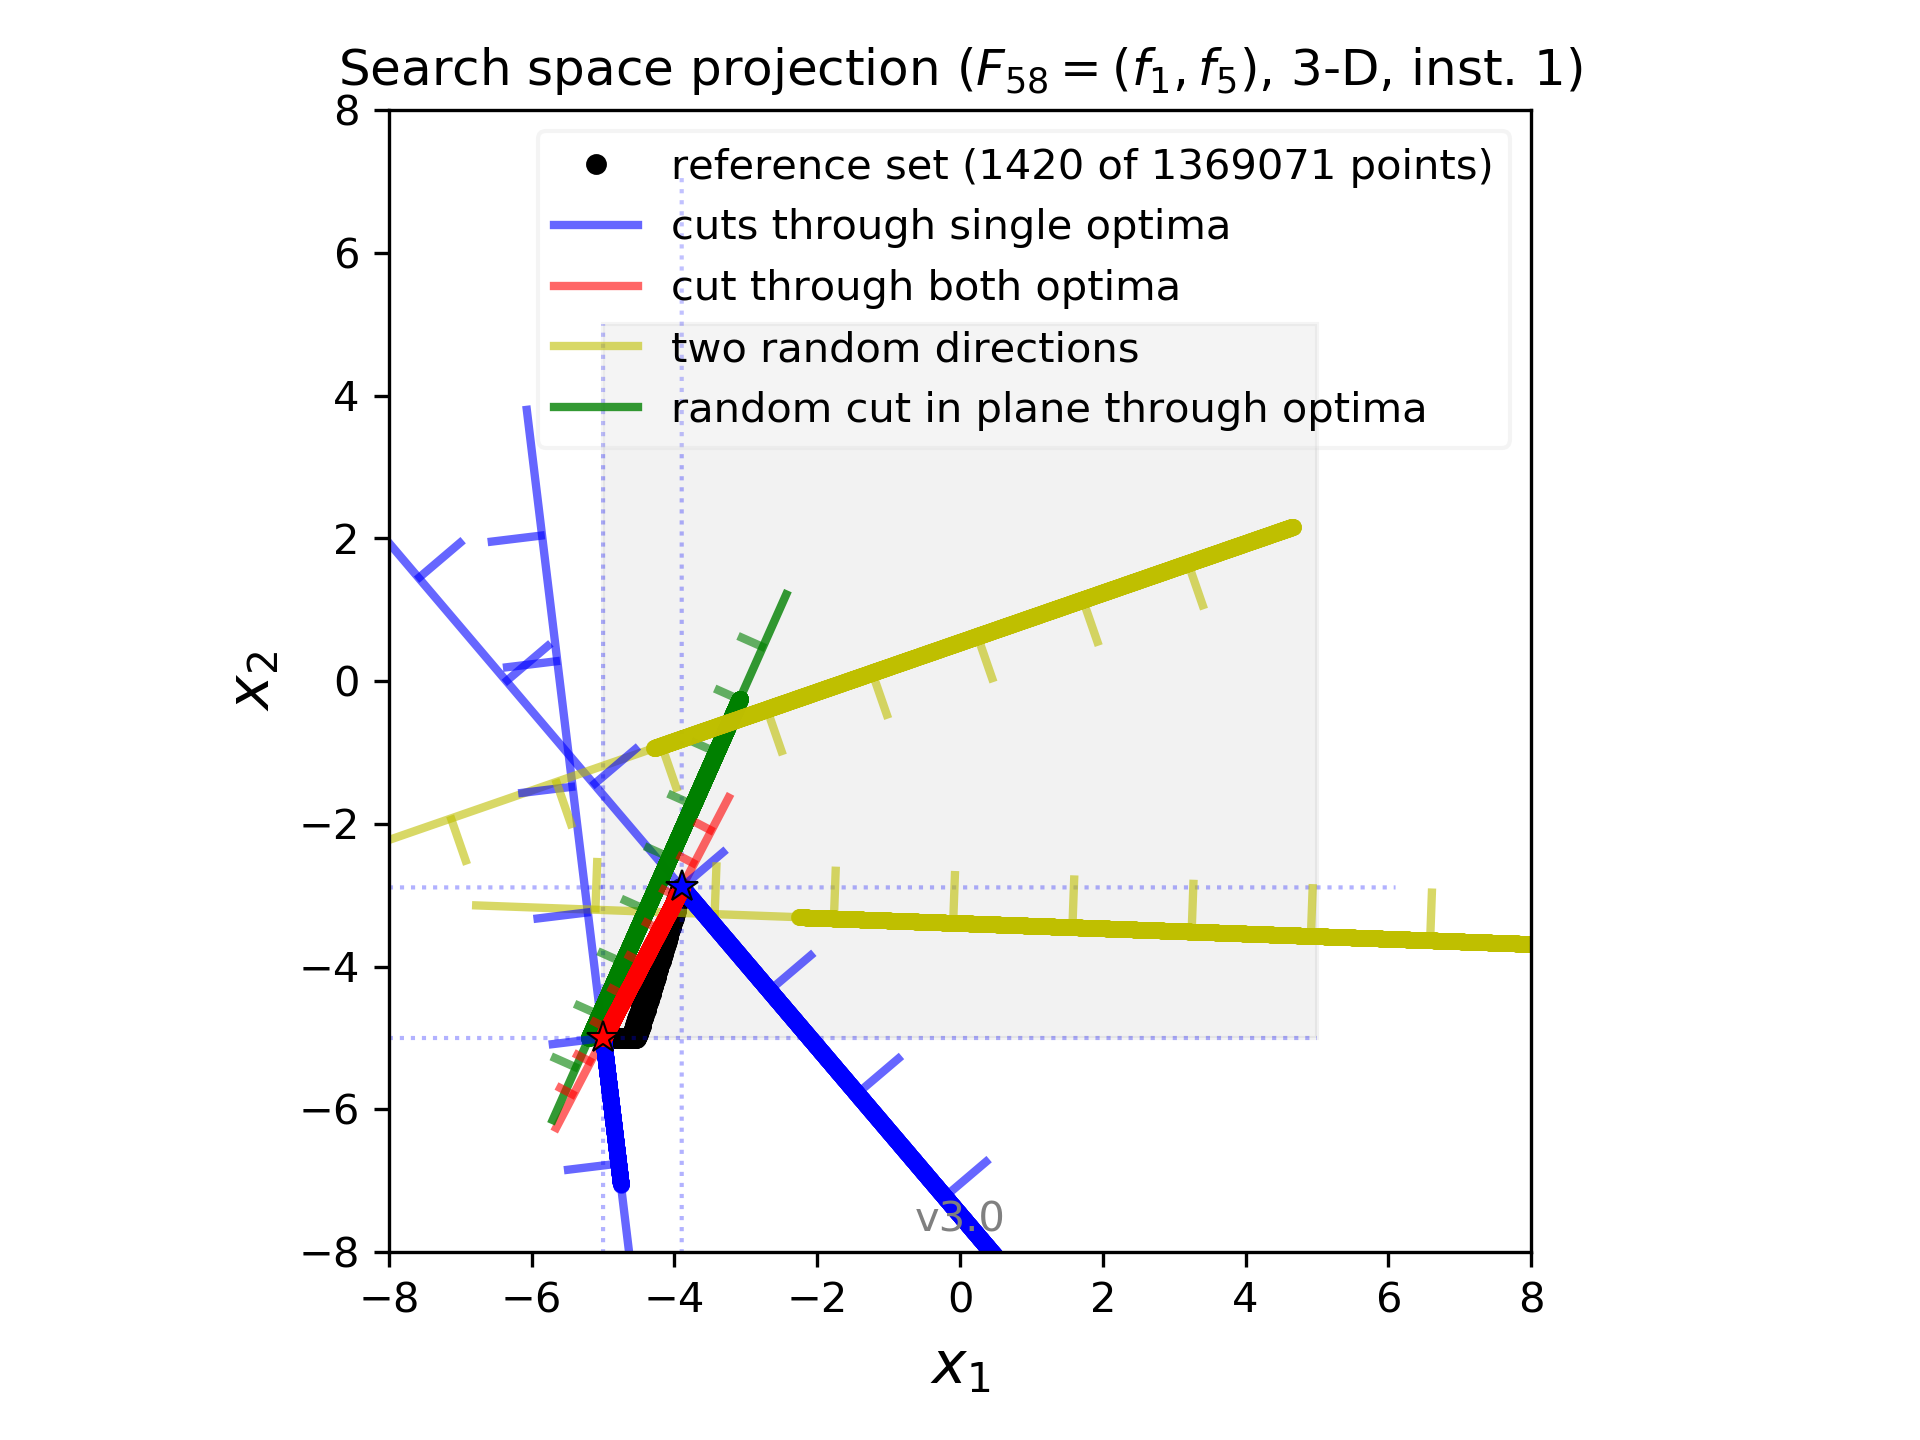 Search space projection (F₅₈ = (f₁, f₅), 3-D, inst. 1)
reference set (1420 of 1369071 points)
cuts through single optima
cut through both optima
two random directions
random cut in plane through optima
8
6
4
2
0
−2
−4
−6
−8
x₂
v3.0
−8 −6 −4 −2 0 2 4 6 8
x₁